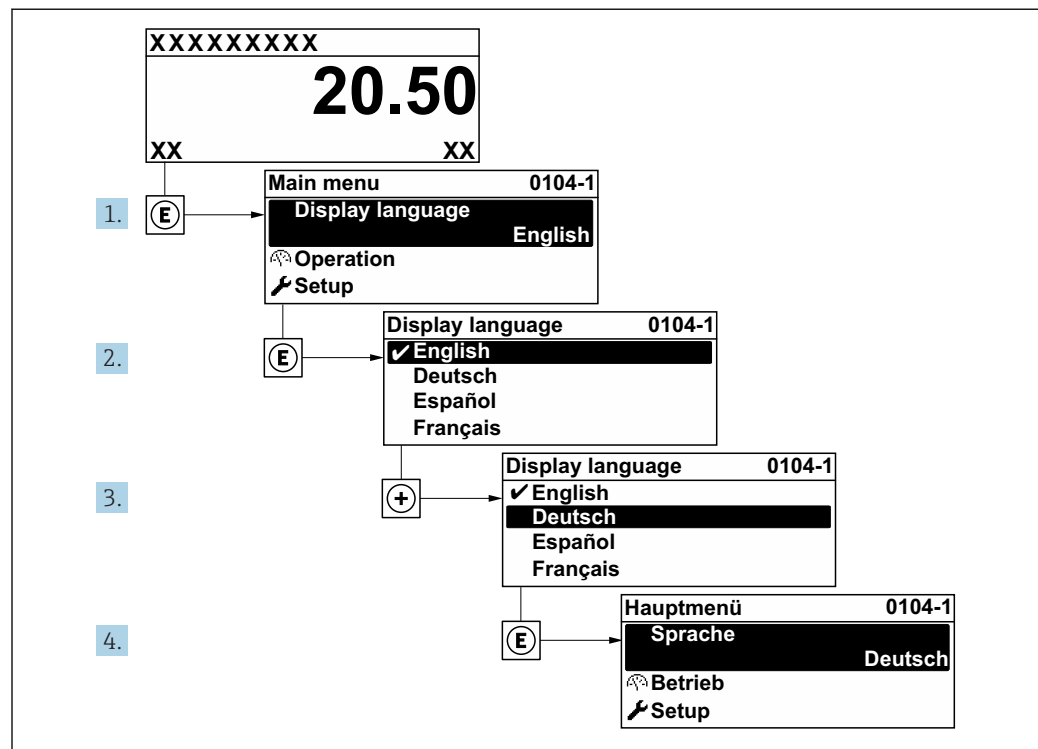 XXXXXXXXX
20.50
XX XX
1. E
Main menu 0104-1
Display language
English
Operation
Setup
2. E
Display language 0104-1
✔English
Deutsch
Español
Français
3. +
Display language 0104-1
✔English
Deutsch
Español
Français
4. E
Hauptmenü 0104-1
Sprache
Deutsch
Betrieb
Setup